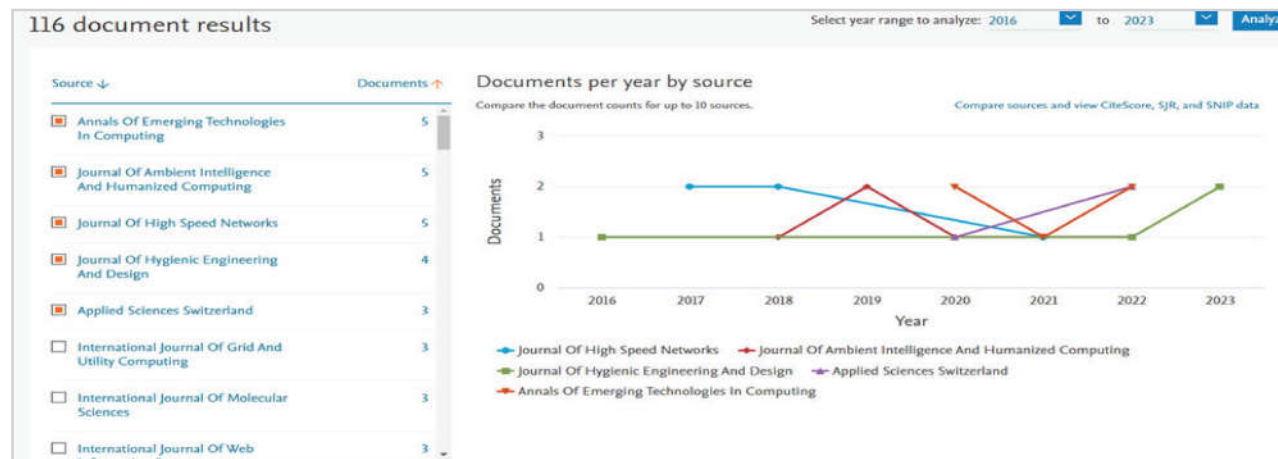 116 document results
Select year range to analyze: 2016 to 2023 Analyz
Source Documents
Annals Of Emerging Technologies
In Computing
5
Journal Of Ambient Intelligence
And Humanized Computing
5
Journal Of High Speed Networks
5
Journal Of Hygienic Engineering
And Design
4
Applied Sciences Switzerland
3
International Journal Of Grid And
Utility Computing
3
International Journal Of Molecular
Sciences
3
International Journal Of Web
3
Documents per year by source
Compare the document counts for up to 10 sources.
Compare sources and view CiteScore, SJR, and SNIP data
3
2
1
0
Documents
2016 2017 2018 2019 2020 2021 2022 2023
Year
Journal Of High Speed Networks Journal Of Ambient Intelligence And Humanized Computing
Journal Of Hygienic Engineering And Design Applied Sciences Switzerland
Annals Of Emerging Technologies In Computing